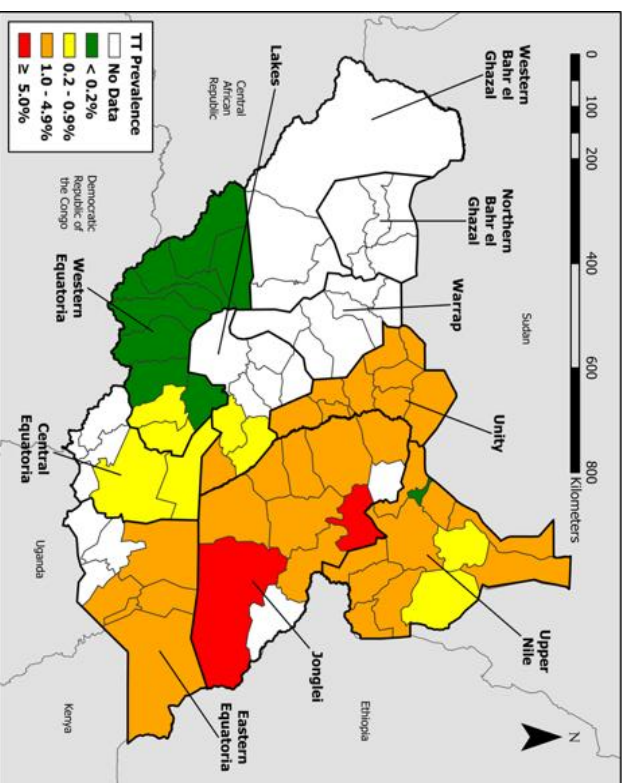 0 100 200 400 600 800
Kilometers
N
Western
Bahr el
Ghazal
Northern
Bahr el
Ghazal
Warrap
Sudan
Unity
Upper
Nile
Lakes
Central
African
Republic
Ethiopia
Jonglei
Democratic
Republic of
the Congo
Western
Equatoria
Central
Equatoria
Eastern
Equatoria
Uganda
Kenya
TT Prevalence
No Data
< 0.2%
0.2 - 0.9%
1.0 - 4.9%
≥ 5.0%